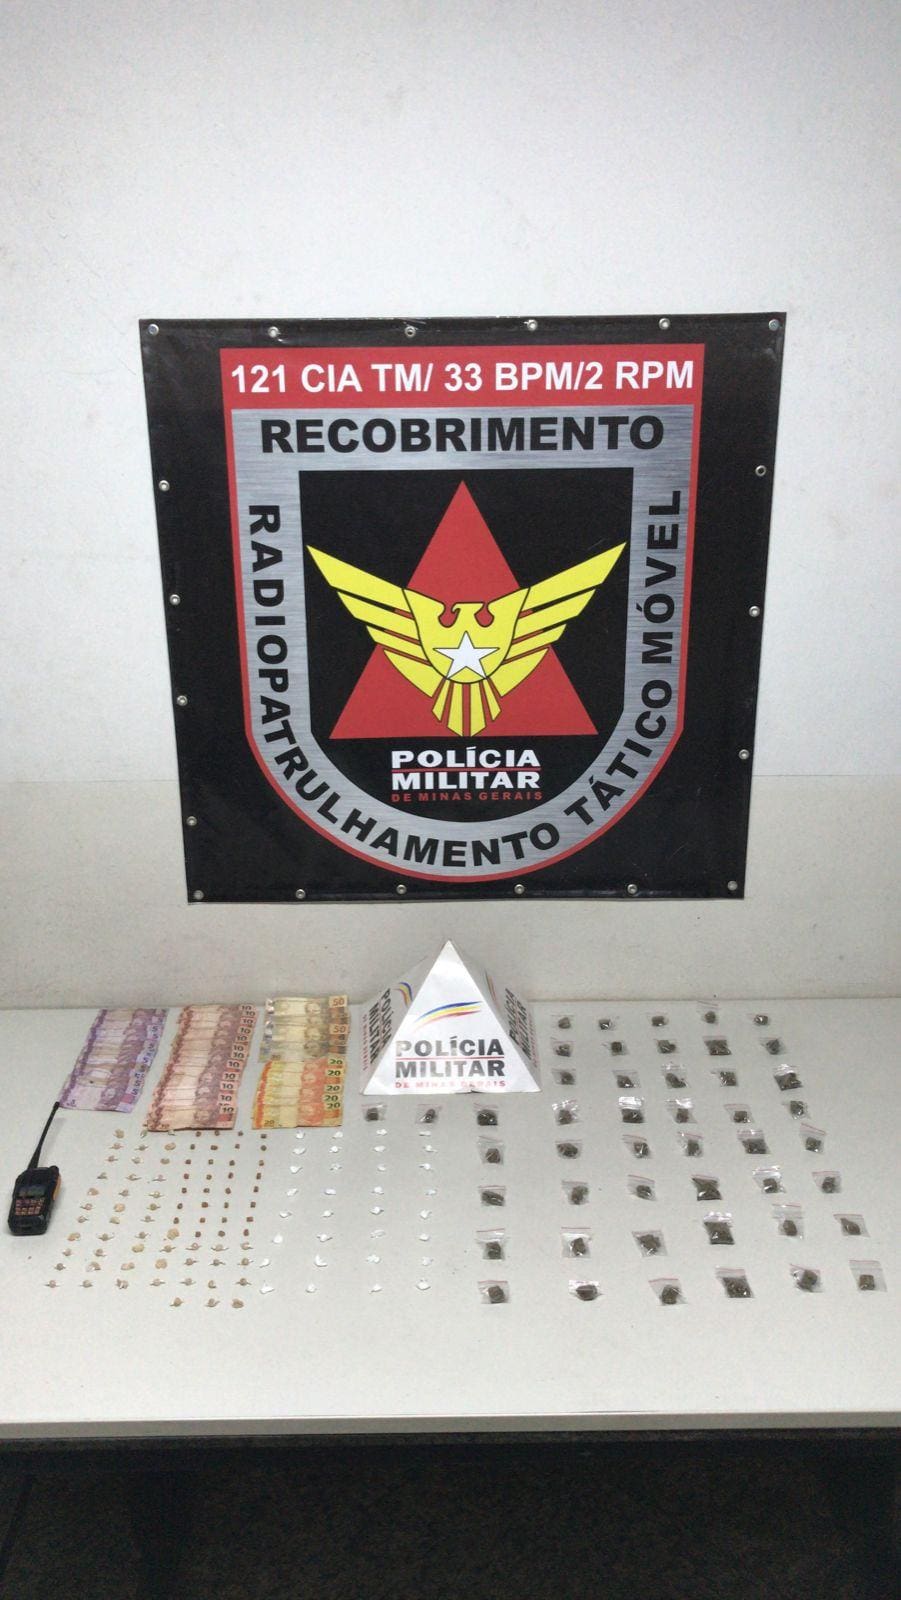 121 CIA TM/ 33 BPM/2 RPM
RECOBRIMENTO
RADIOPATRULHAMENTO TÁTICO MÓVEL
POLÍCIA
MILITAR
DE MINAS GERAIS
POLÍCIA
MILITAR
DE MINAS GERAIS